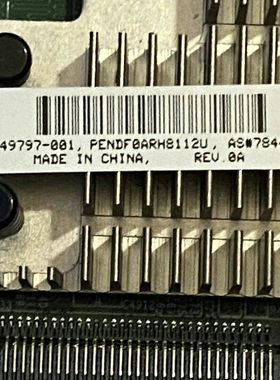 49797-001, PENDF0ARH8112U, AS#784
MADE IN CHINA, REV.0A